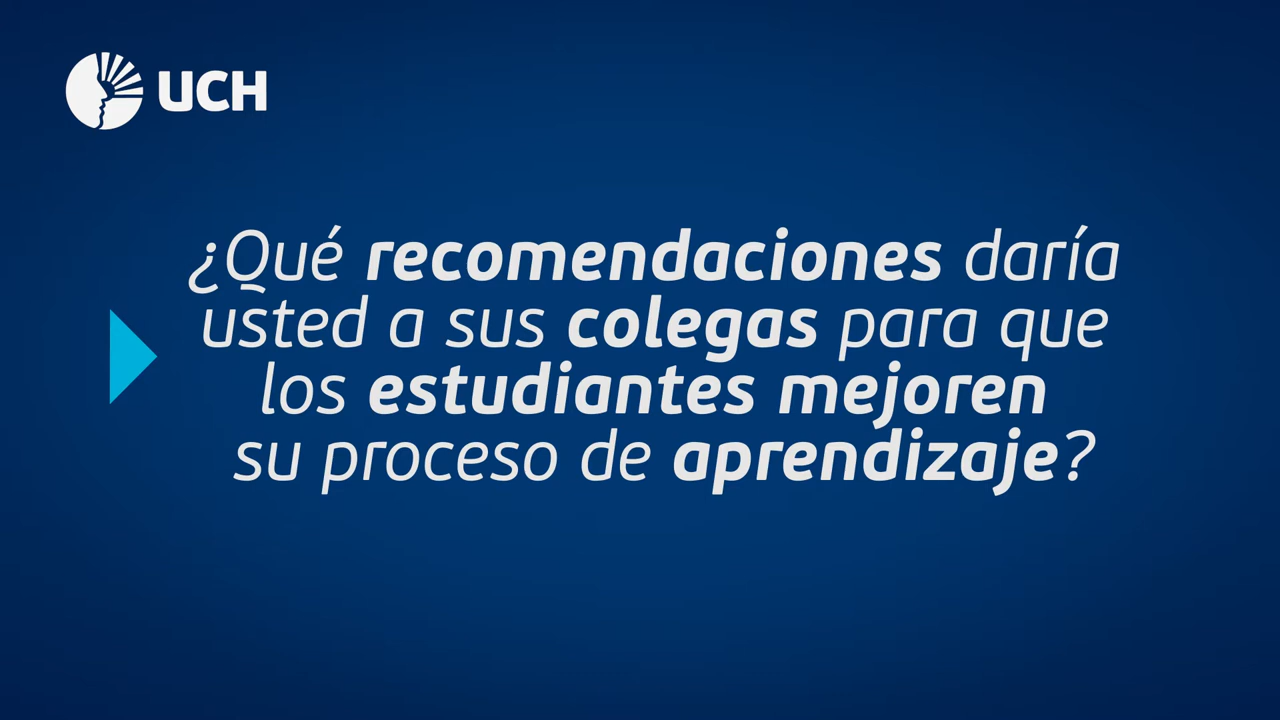 UCH
¿Qué recomendaciones daría
usted a sus colegas para que
los estudiantes mejoren
su proceso de aprendizaje?